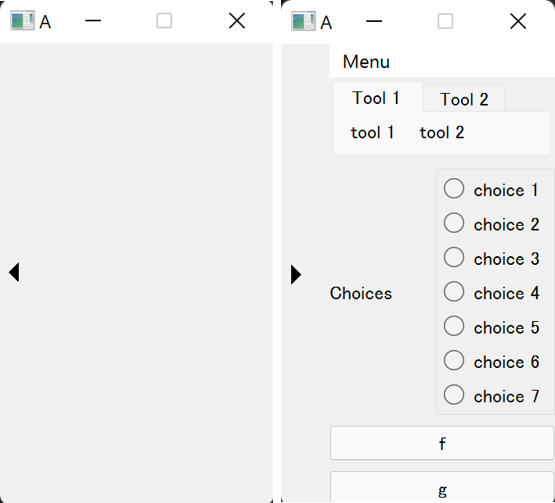 A
A
Menu
Tool 1 Tool 2
tool 1 tool 2
choice 1
choice 2
choice 3
Choices
choice 4
choice 5
choice 6
choice 7
f
g